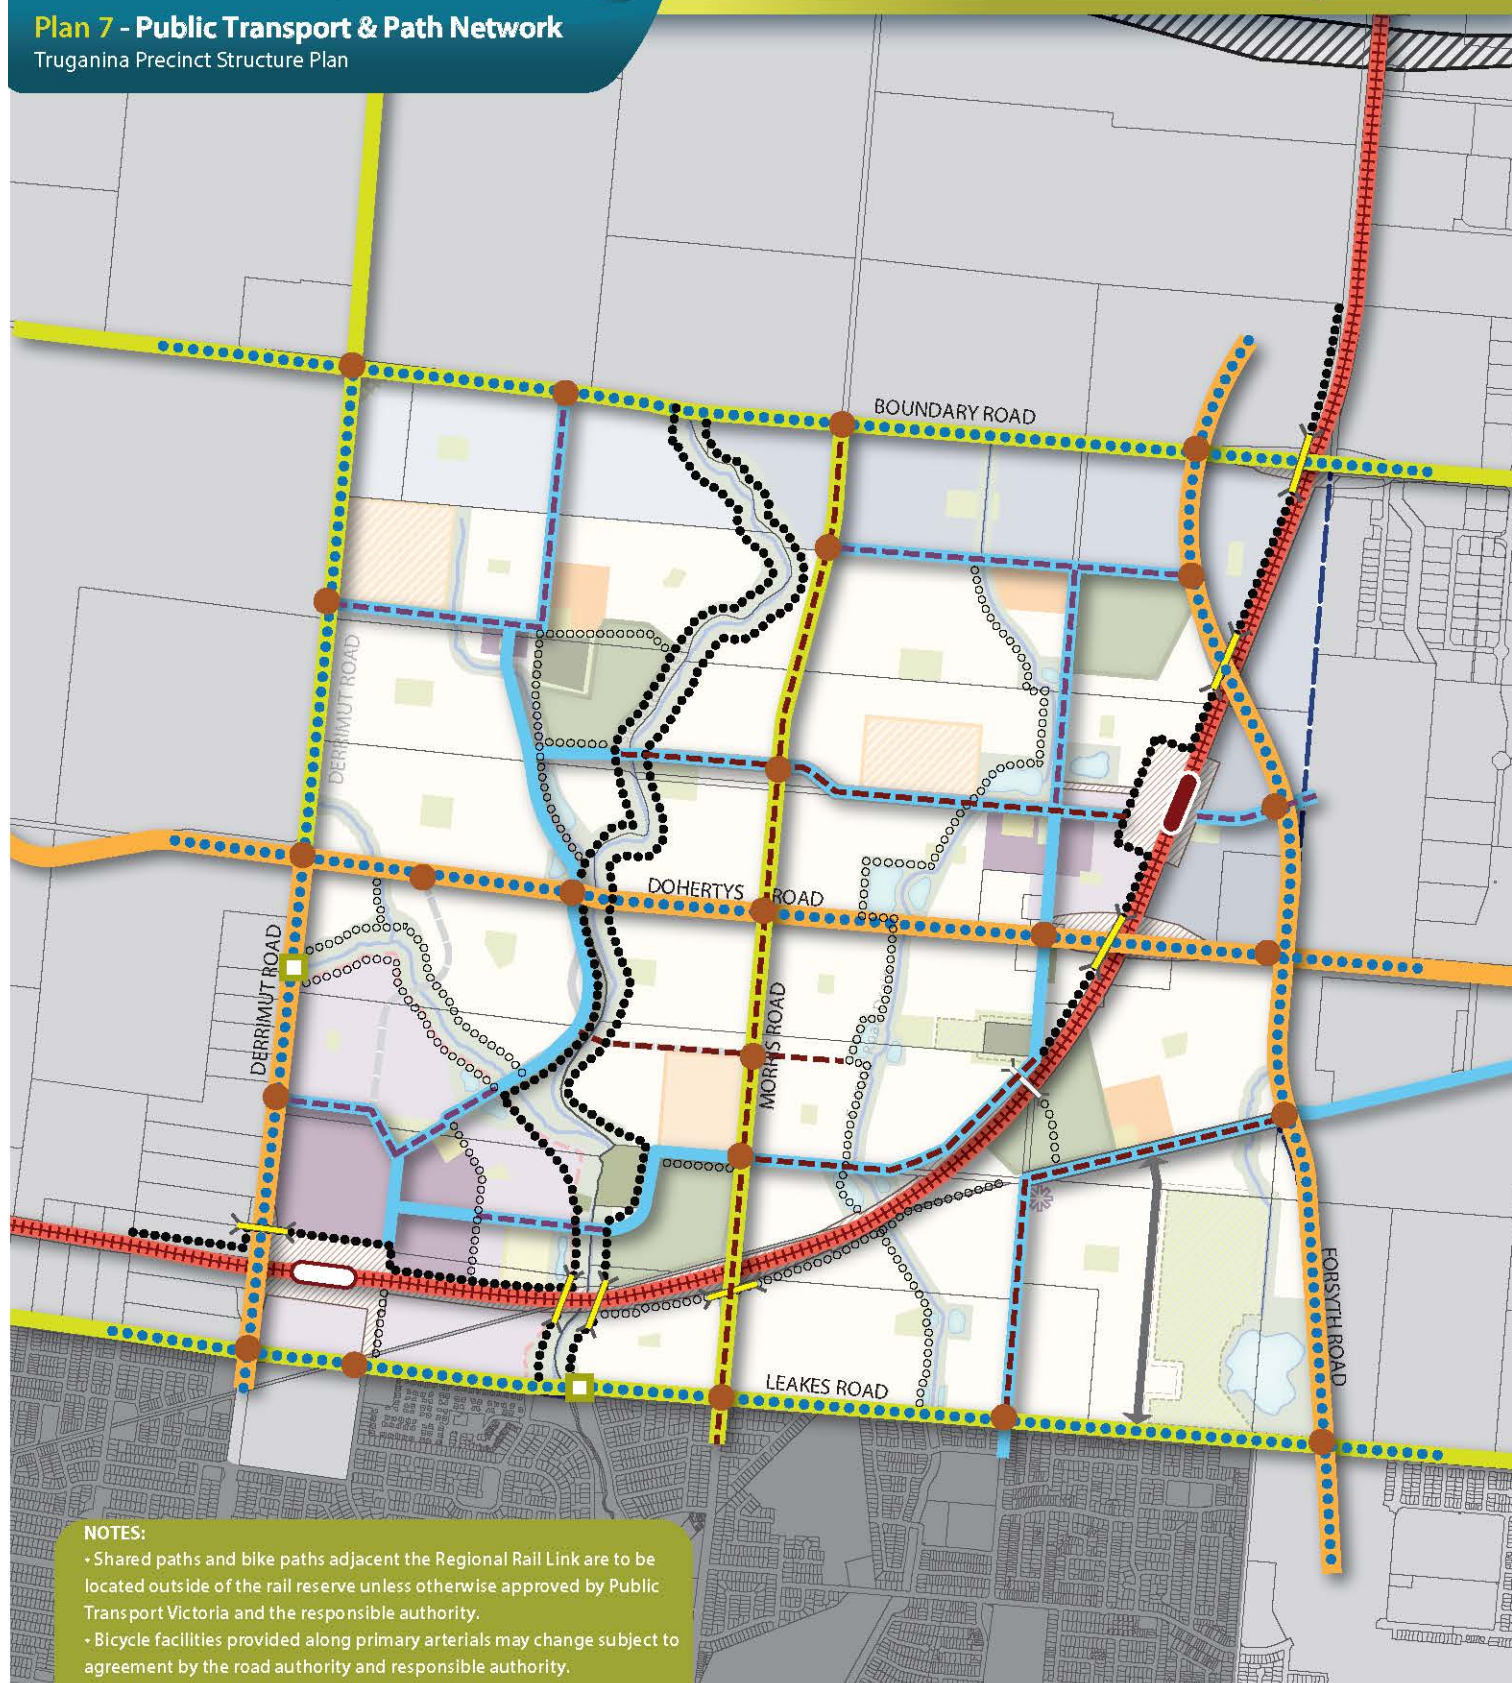 Plan 7 - Public Transport & Path Network
Truganina Precinct Structure Plan
BOUNDARY ROAD
DERRIMUT ROAD
DOHERTYS ROAD
DERRIMUT ROAD
MORRIS ROAD
FORSYTH ROAD
LEAKES ROAD
NOTES:
• Shared paths and bike paths adjacent the Regional Rail Link are to be
located outside of the rail reserve unless otherwise approved by Public
Transport Victoria and the responsible authority.
• Bicycle facilities provided along primary arterials may change subject to
agreement by the road authority and responsible authority.